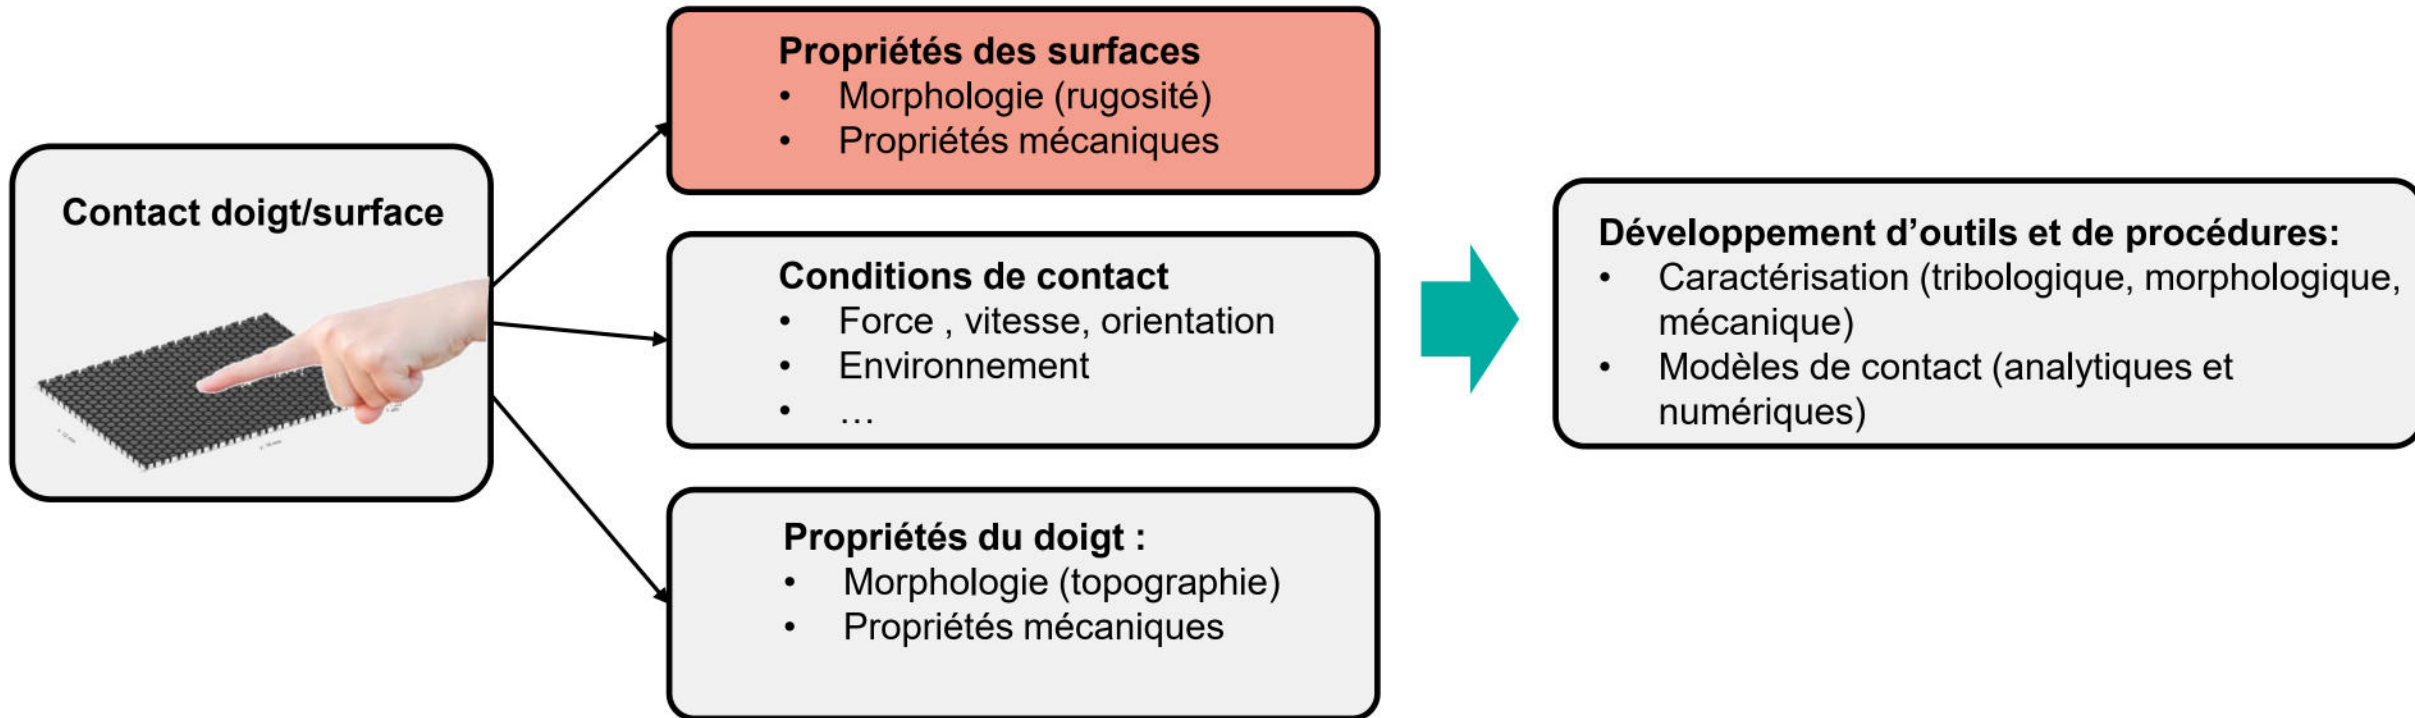 Contact doigt/surface
Propriétés des surfaces
• Morphologie (rugosité)
• Propriétés mécaniques
Conditions de contact
• Force , vitesse, orientation
• Environnement
• …
Propriétés du doigt :
• Morphologie (topographie)
• Propriétés mécaniques
Développement d’outils et de procédures:
• Caractérisation (tribologique, morphologique,
mécanique)
• Modèles de contact (analytiques et
numériques)